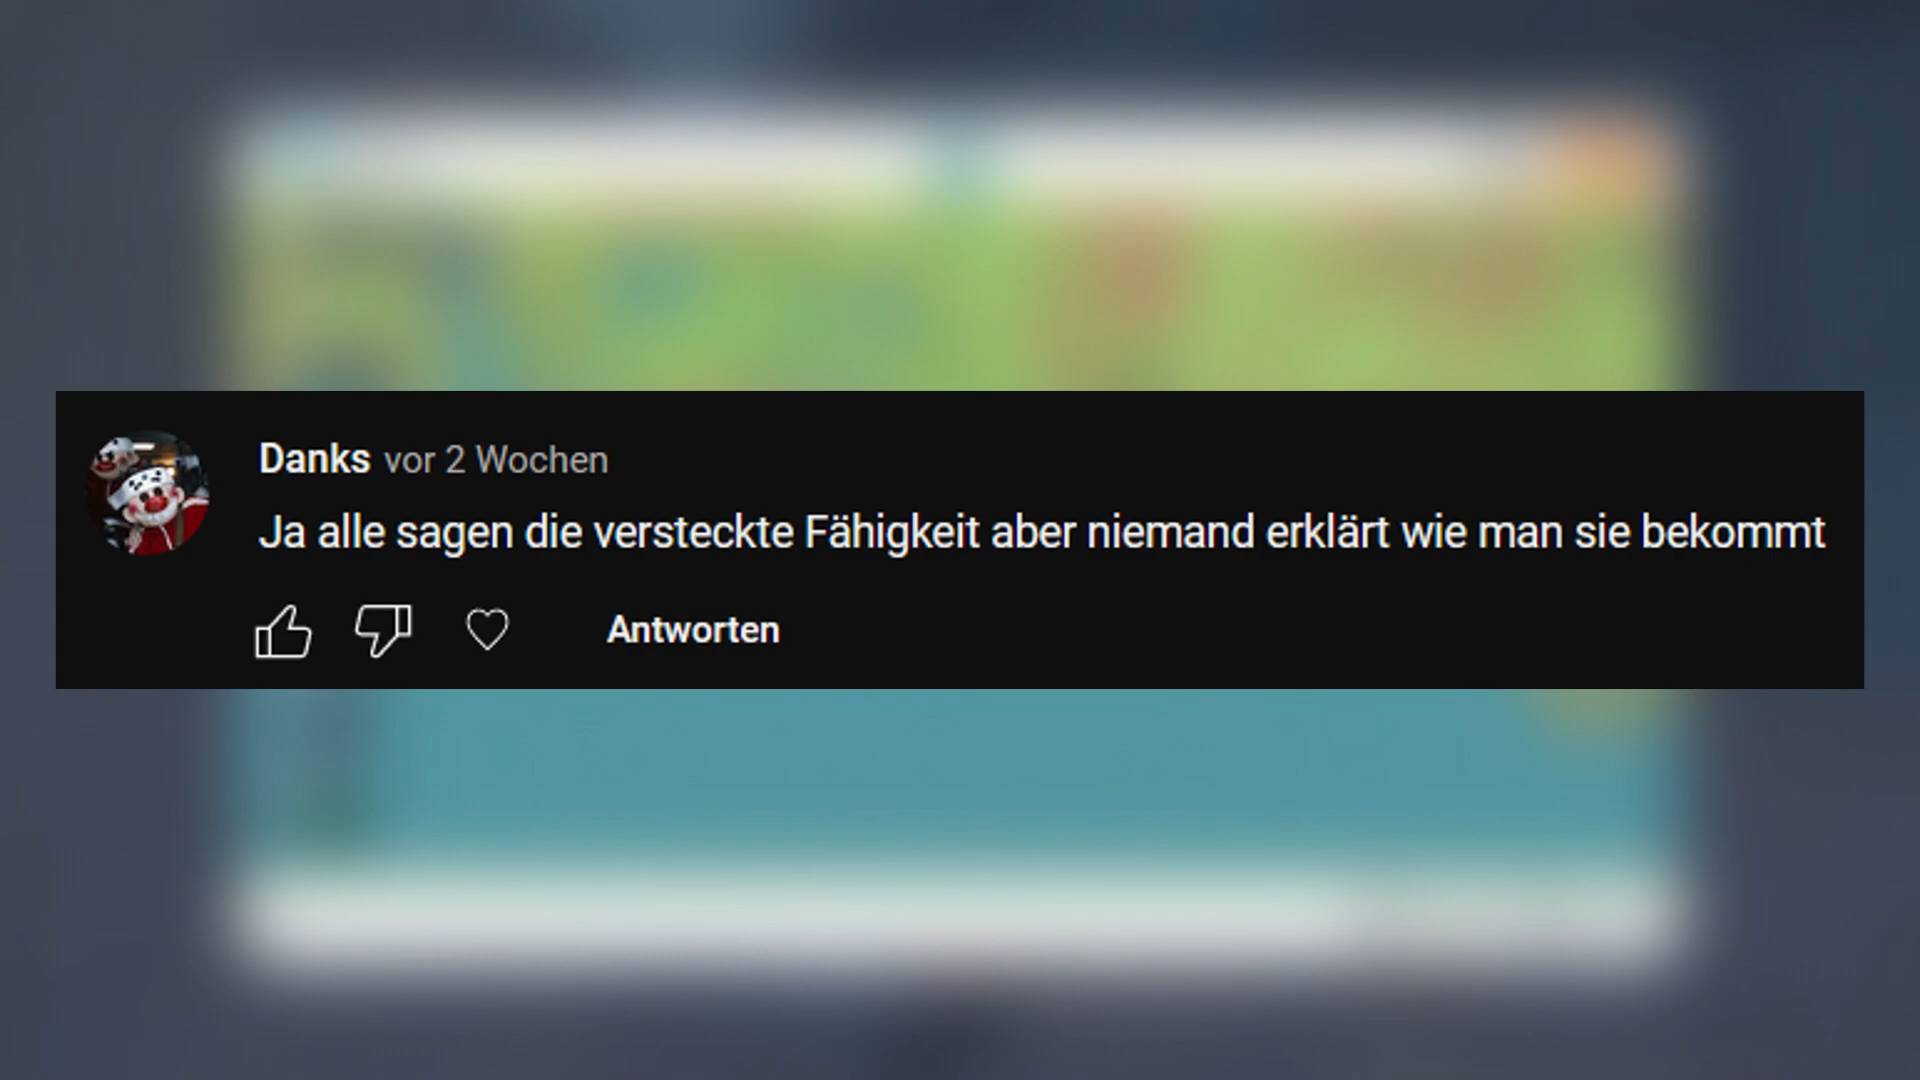 Danks vor 2 Wochen
Ja alle sagen die versteckte Fähigkeit aber niemand erklärt wie man sie bekommt
Antworten